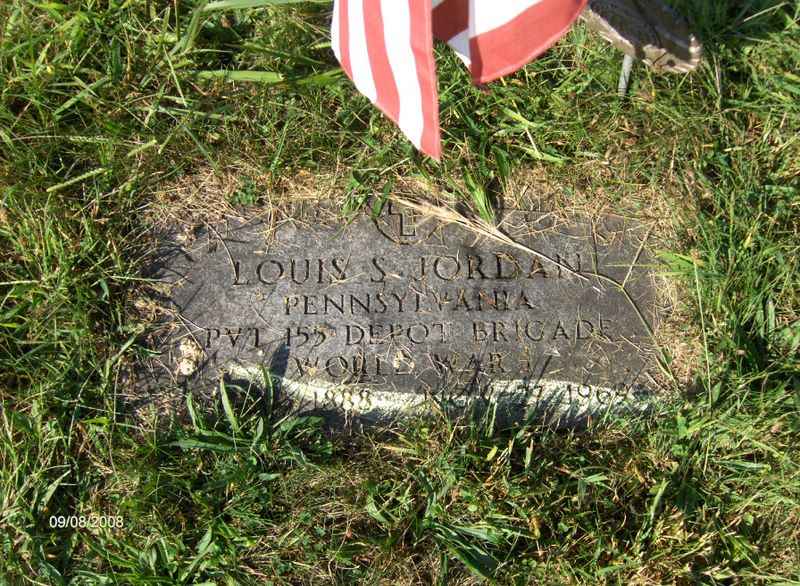 LOUIS S JORDAN
PENNSYLVANIA
PVT 155 DEPOT BRIGADE
WORLD WAR I
1888
09/08/2008